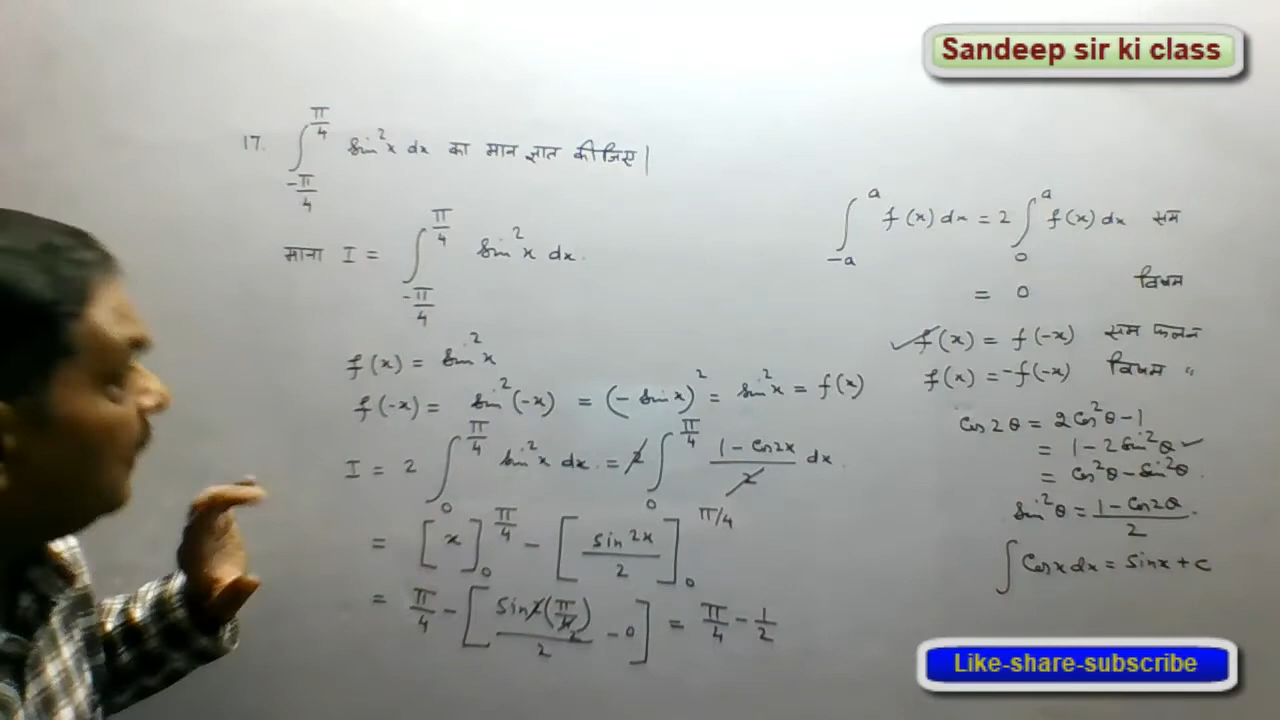 Sandeep sir ki class
17. ∫_{-π/4}^{π/4} sin²x dx का मान ज्ञात कीजिए |
माना I = ∫_{-π/4}^{π/4} sin²x dx.
f(x) = sin²x
f(-x) = sin²(-x) = (- sinx)² = sin²x = f(x)
I = 2 ∫_0^{π/4} sin²x dx = 2 ∫_0^{π/4} (1 - Cos2x)/2 dx.
= [x]_0^{π/4} - [sin2x/2]_0^{π/4}
= π/4 - [sin2(π/4)/2 - 0] = π/4 - 1/2
∫_{-a}^{a} f(x) dx = 2 ∫_0^{a} f(x) dx सम
= 0 विषम
✓ f(x) = f(-x) सम फलन
f(x) = -f(-x) विषम "
Cos2θ = 2Cos²θ - 1
= 1 - 2Sin²θ ✓
= Cos²θ - Sin²θ.
Sin²θ = (1 - Cos2θ)/2.
∫ Cosx dx = Sinx + C
Like-share-subscribe